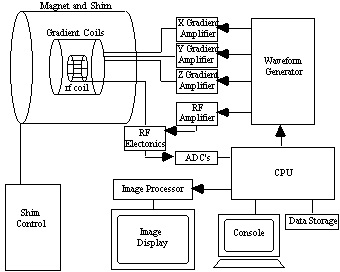 Magnet and Shim
Gradient Coils
rf coil
X Gradient
Amplifier
Y Gradient
Amplifier
Z Gradient
Amplifier
RF
Amplifier
Waveform
Generator
RF
Electonics
ADC's
CPU
Image Processor
Shim
Control
Image
Display
Console
Data Storage